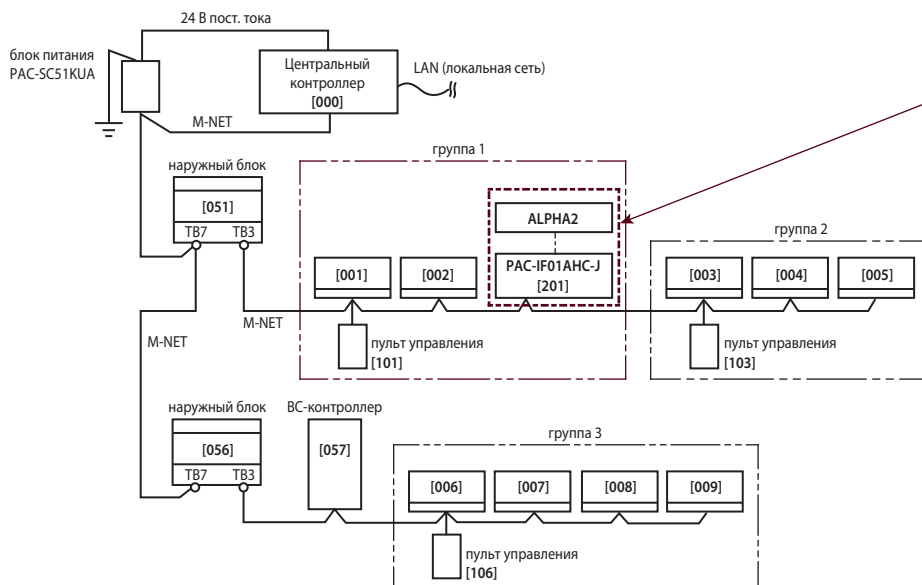 24 В пост. тока
блок питания
PAC-SC51KUA
Центральный
контроллер
[000]
LAN (локальная сеть)
M-NET
группа 1
наружный блок
[051]
TB7 TB3
ALPHA2
PAC-IF01AHC-J
[201]
группа 2
[001] [002]
[003] [004] [005]
M-NET
M-NET
пульт управления
[101]
пульт управления
[103]
наружный блок
[056]
TB7 TB3
BC-контроллер
[057]
группа 3
[006] [007] [008] [009]
пульт управления
[106]